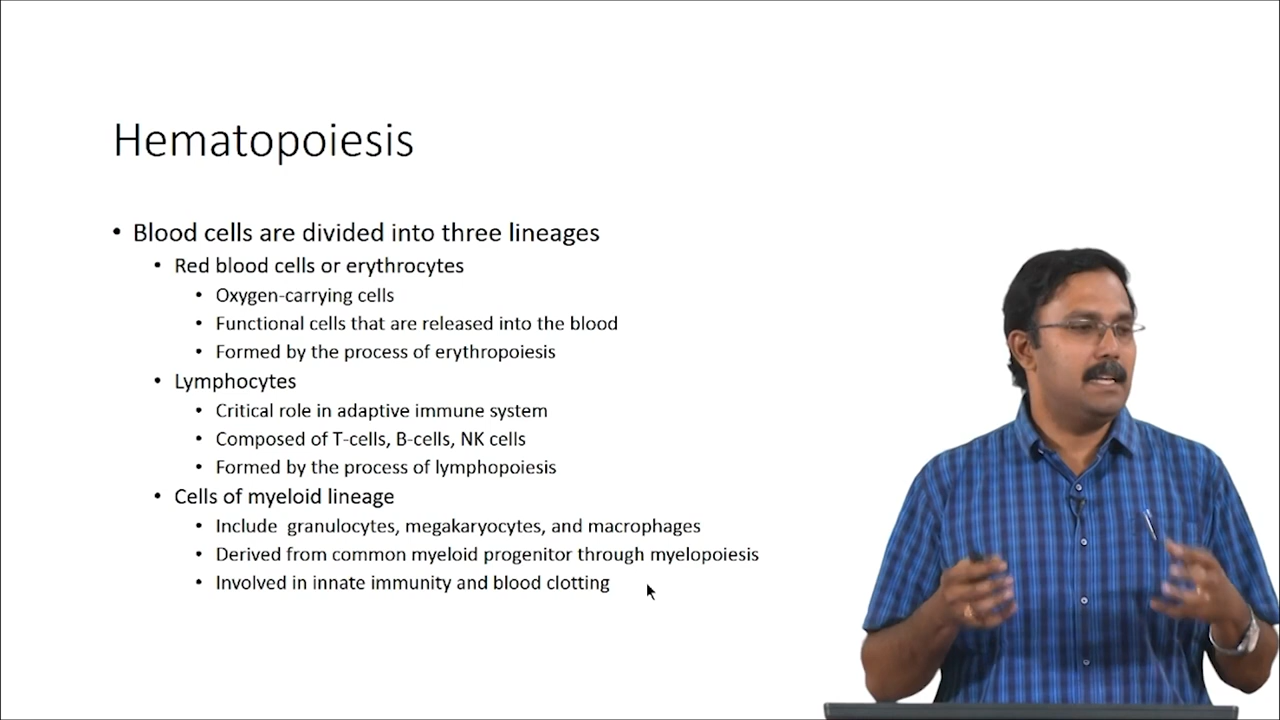 Hematopoiesis
• Blood cells are divided into three lineages
• Red blood cells or erythrocytes
• Oxygen-carrying cells
• Functional cells that are released into the blood
• Formed by the process of erythropoiesis
• Lymphocytes
• Critical role in adaptive immune system
• Composed of T-cells, B-cells, NK cells
• Formed by the process of lymphopoiesis
• Cells of myeloid lineage
• Include granulocytes, megakaryocytes, and macrophages
• Derived from common myeloid progenitor through myelopoiesis
• Involved in innate immunity and blood clotting